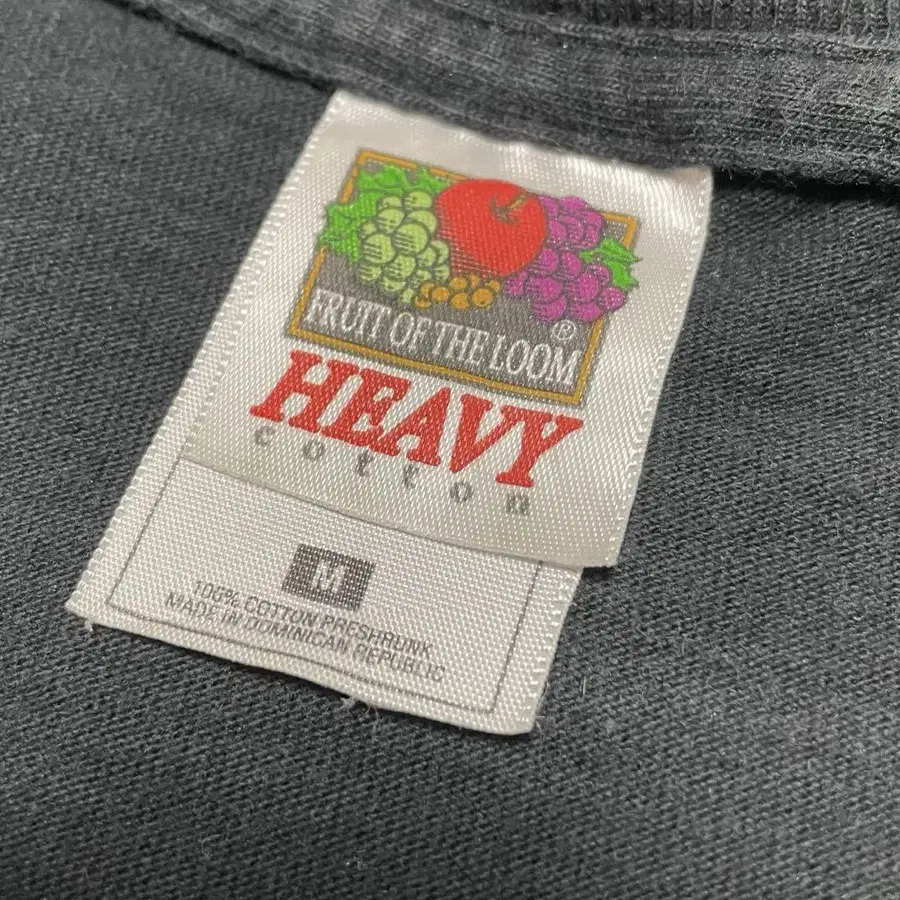 FRUIT OF THE LOOM®
HEAVY
cotton
M
100% COTTON PRESHRUNK
MADE IN DOMINICAN REPUBLIC